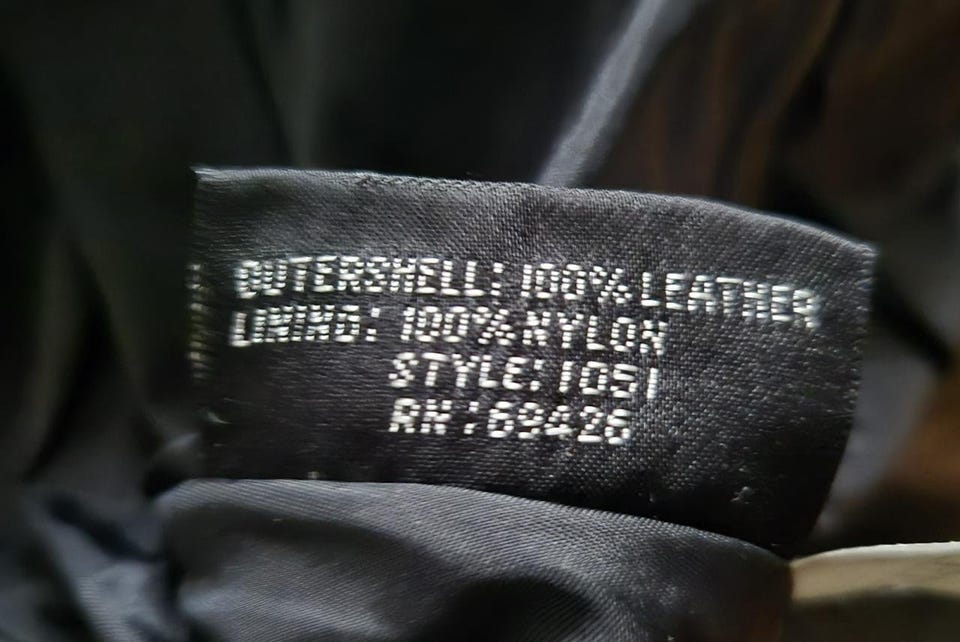 OUTERSHELL: 100% LEATHER
LINING: 100% NYLON
STYLE: 1051
RN: 69426